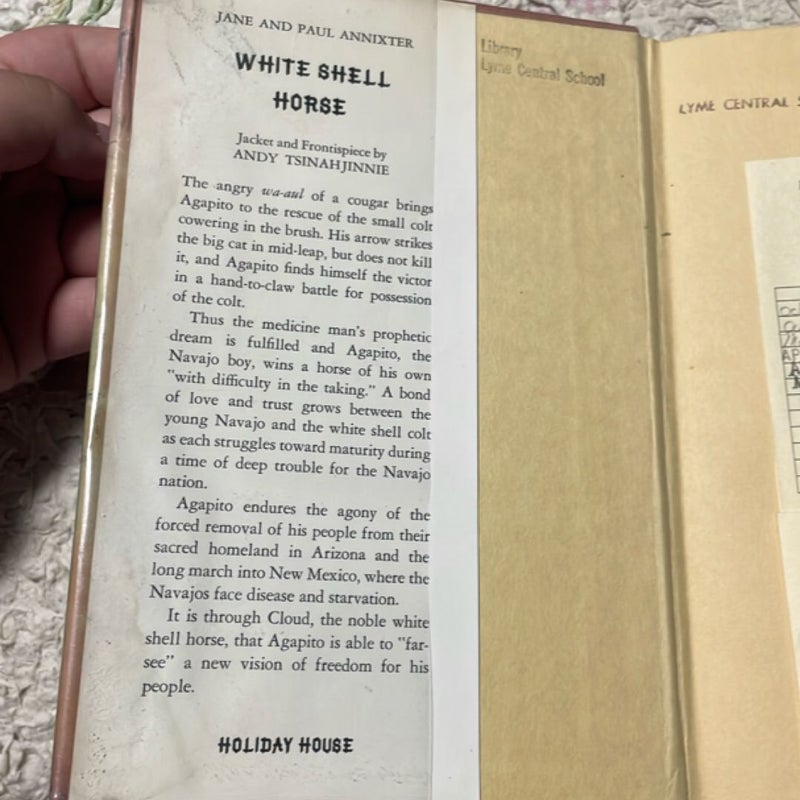 JANE AND PAUL ANNIXTER
WHITE SHELL
HORSE
Jacket and Frontispiece by
ANDY TSINAHJINNIE
The angry wa-aul of a cougar brings
Agapito to the rescue of the small colt
cowering in the brush. His arrow strikes
the big cat in mid-leap, but does not kill
it, and Agapito finds himself the victor
in a hand-to-claw battle for possession
of the colt.
Thus the medicine man's prophetic
dream is fulfilled and Agapito, the
Navajo boy, wins a horse of his own
"with difficulty in the taking." A bond
of love and trust grows between the
young Navajo and the white shell colt
as each struggles toward maturity during
a time of deep trouble for the Navajo
nation.
Agapito endures the agony of the
forced removal of his people from their
sacred homeland in Arizona and the
long march into New Mexico, where the
Navajos face disease and starvation.
It is through Cloud, the noble white
shell horse, that Agapito is able to "far-
see" a new vision of freedom for his
people.
HOLIDAY HOUSE
Library
Lyme Central School
LYME CENTRAL S